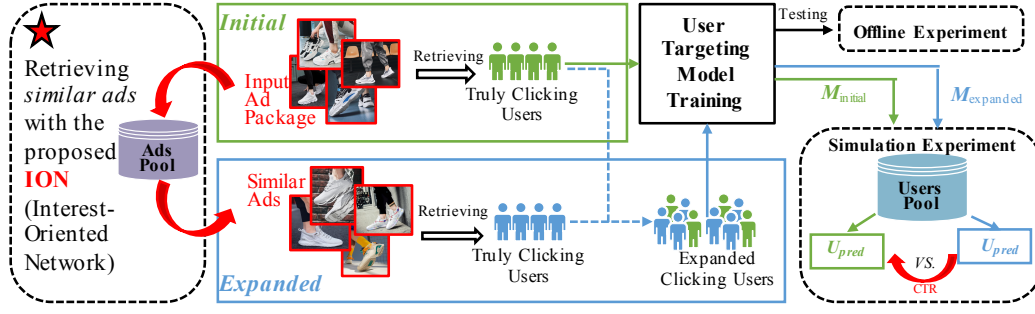 Retrieving
similar ads
with the
proposed
ION
(Interest-
Oriented
Network)
Ads
Pool
Initial
Input
Ad
Package
Retrieving
Truly Clicking
Users
Expanded
Similar
Ads
Retrieving
Truly Clicking
Users
Expanded
Clicking Users
User
Targeting
Model
Training
Testing
Offline Experiment
M_initial
M_expanded
Simulation Experiment
Users
Pool
U_pred
VS.
CTR
U_pred